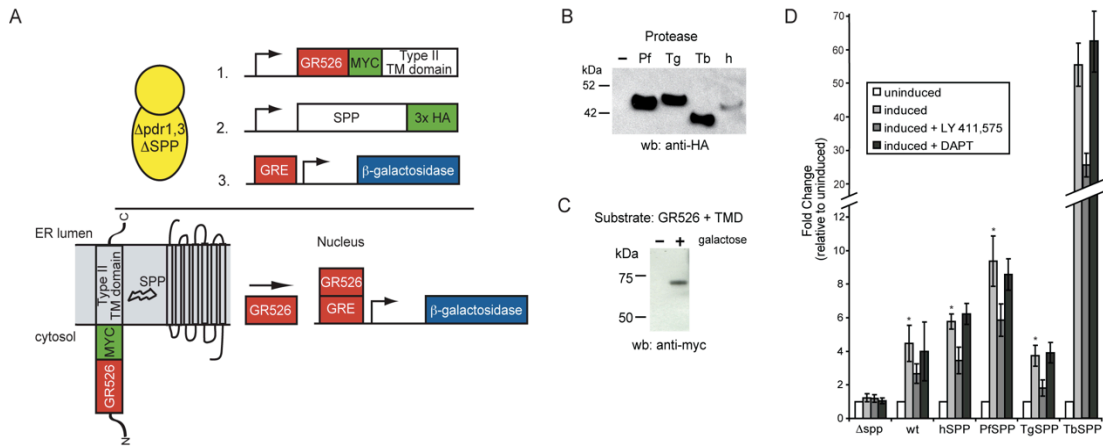 A
Δpdr1,3
ΔSPP
1.
GR526
MYC
Type II
TM domain
2.
SPP
3x HA
3.
GRE
β-galactosidase
ER lumen
C
Type II
TM domain
SPP
cytosol
MYC
GR526
N
GR526
Nucleus
GR526
GRE
β-galactosidase
B
Protease
– Pf Tg Tb h
kDa
52
42
wb: anti-HA
C
Substrate: GR526 + TMD
– + galactose
kDa
75
50
wb: anti-myc
D
Fold Change
(relative to uninduced)
70
60
50
40
30
20
10
8
6
4
2
0
uninduced
induced
induced + LY 411,575
induced + DAPT
* * * *
Δspp wt hSPP PfSPP TgSPP TbSPP